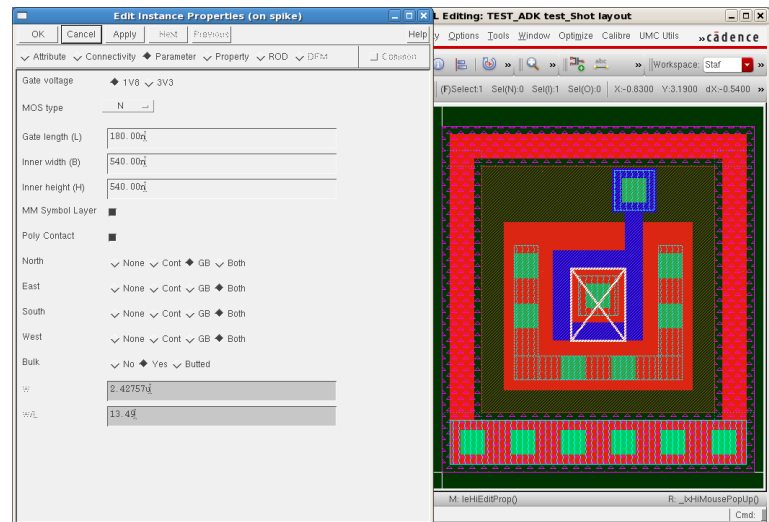 Edit Instance Properties (on spike)
OK Cancel Apply Next Previous Help
Attribute Connectivity Parameter Property ROD DFM Common
Gate voltage 1V8 3V3
MOS type N
Gate length (L) 180.00n
Inner width (B) 540.00n
Inner height (H) 540.00n
MM Symbol Layer
Poly Contact
North None Cont GB Both
East None Cont GB Both
South None Cont GB Both
West None Cont GB Both
Bulk No Yes Butted
W 2.42757u
W/L 13.49
L Editing: TEST_ADK test_Shot layout
y Options Tools Window Optimize Calibre UMC Utils » cādence
» » » Workspace: Staf »
(F)Select:1 Sel(N):0 Sel(I):1 Sel(O):0 X:-0.6300 Y:3.1900 dX:-0.5400 »
M: leHiEditProp() R: _lxHiMousePopUp()
Cmd: